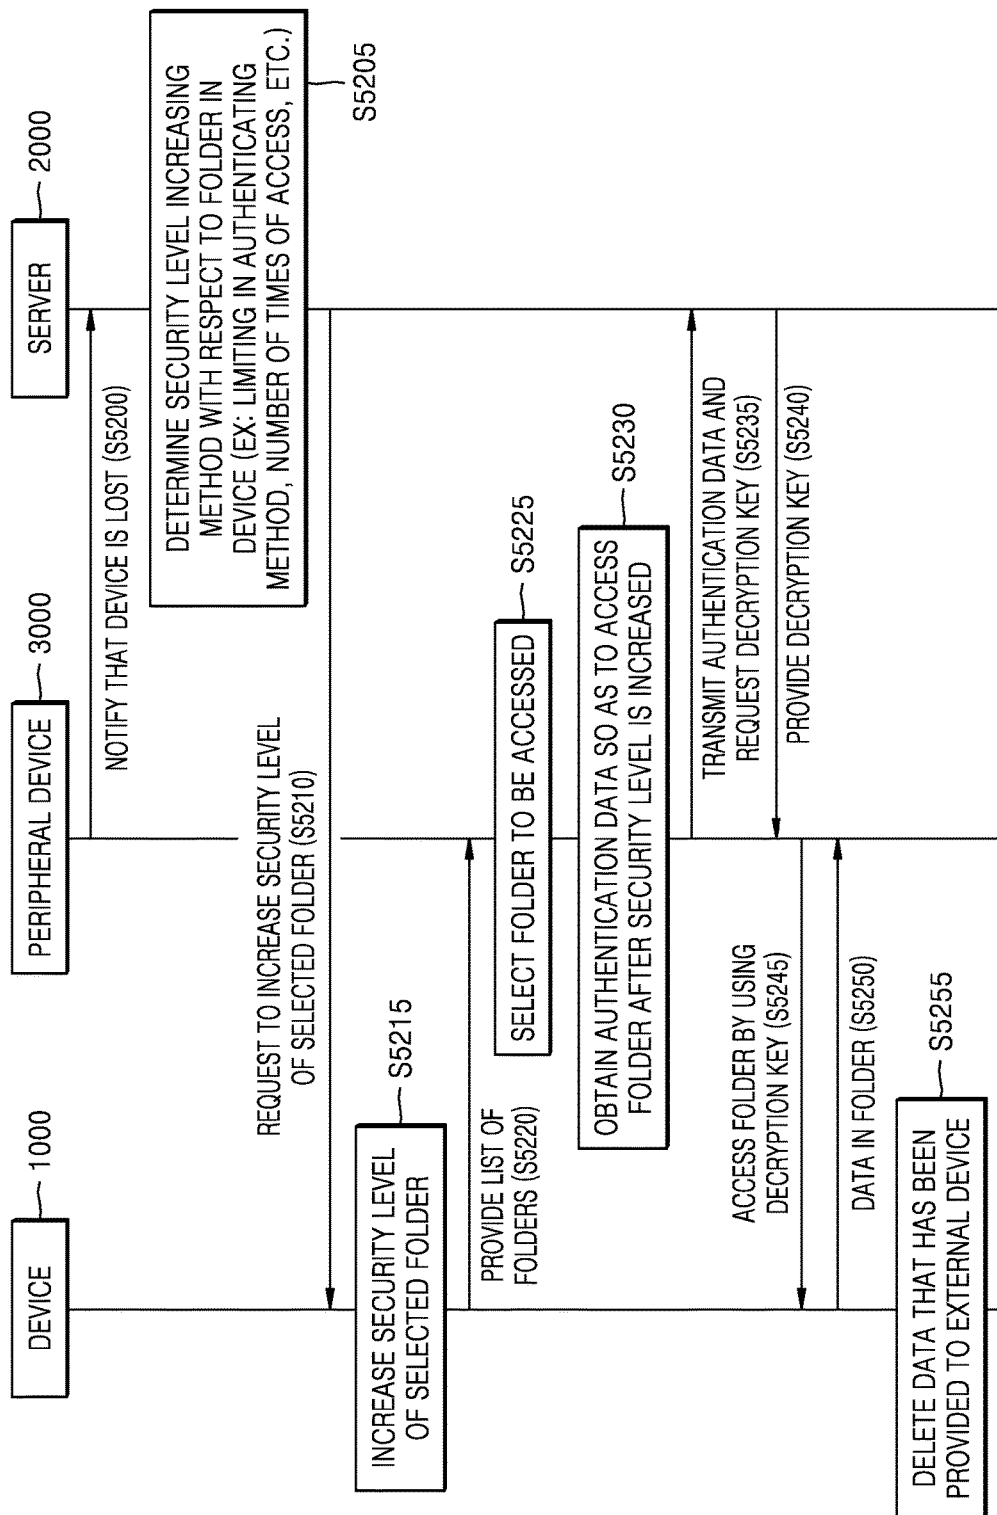 DEVICE
1000
PERIPHERAL DEVICE
3000
SERVER
2000
NOTIFY THAT DEVICE IS LOST (S5200)
DETERMINE SECURITY LEVEL INCREASING
METHOD WITH RESPECT TO FOLDER IN
DEVICE (EX: LIMITING IN AUTHENTICATING
METHOD, NUMBER OF TIMES OF ACCESS, ETC.)
S5205
REQUEST TO INCREASE SECURITY LEVEL
OF SELECTED FOLDER (S5210)
INCREASE SECURITY LEVEL
OF SELECTED FOLDER
S5215
PROVIDE LIST OF
FOLDERS (S5220)
SELECT FOLDER TO BE ACCESSED
S5225
OBTAIN AUTHENTICATION DATA SO AS TO ACCESS
FOLDER AFTER SECURITY LEVEL IS INCREASED
S5230
TRANSMIT AUTHENTICATION DATA AND
REQUEST DECRYPTION KEY (S5235)
PROVIDE DECRYPTION KEY (S5240)
ACCESS FOLDER BY USING
DECRYPTION KEY (S5245)
DATA IN FOLDER (S5250)
DELETE DATA THAT HAS BEEN
PROVIDED TO EXTERNAL DEVICE
S5255